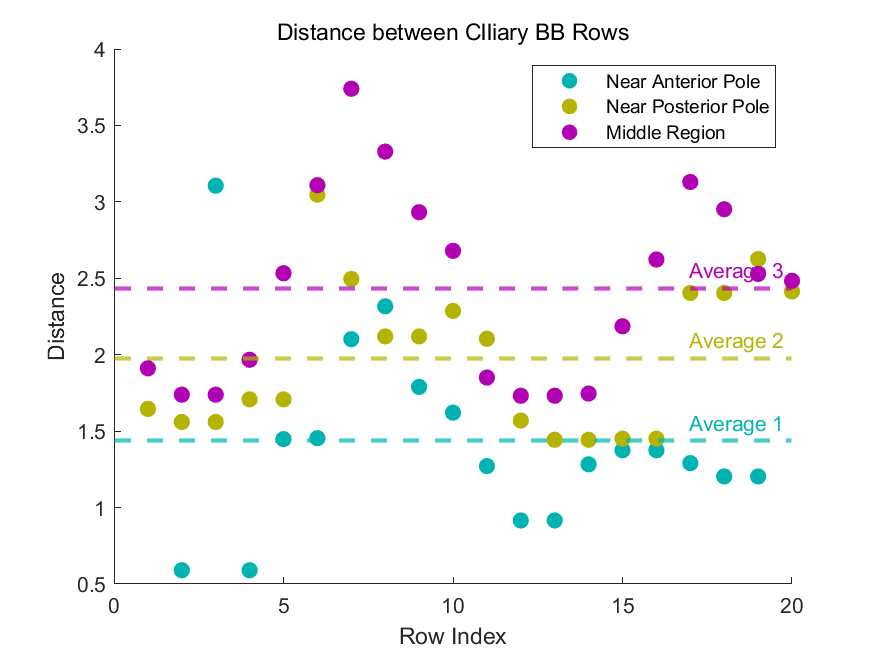 Distance between CIliary BB Rows
4
3.5
3
2.5
2
1.5
1
0.5
0
5
10
15
20
Distance
Row Index
Near Anterior Pole
Near Posterior Pole
Middle Region
Average 3
Average 2
Average 1